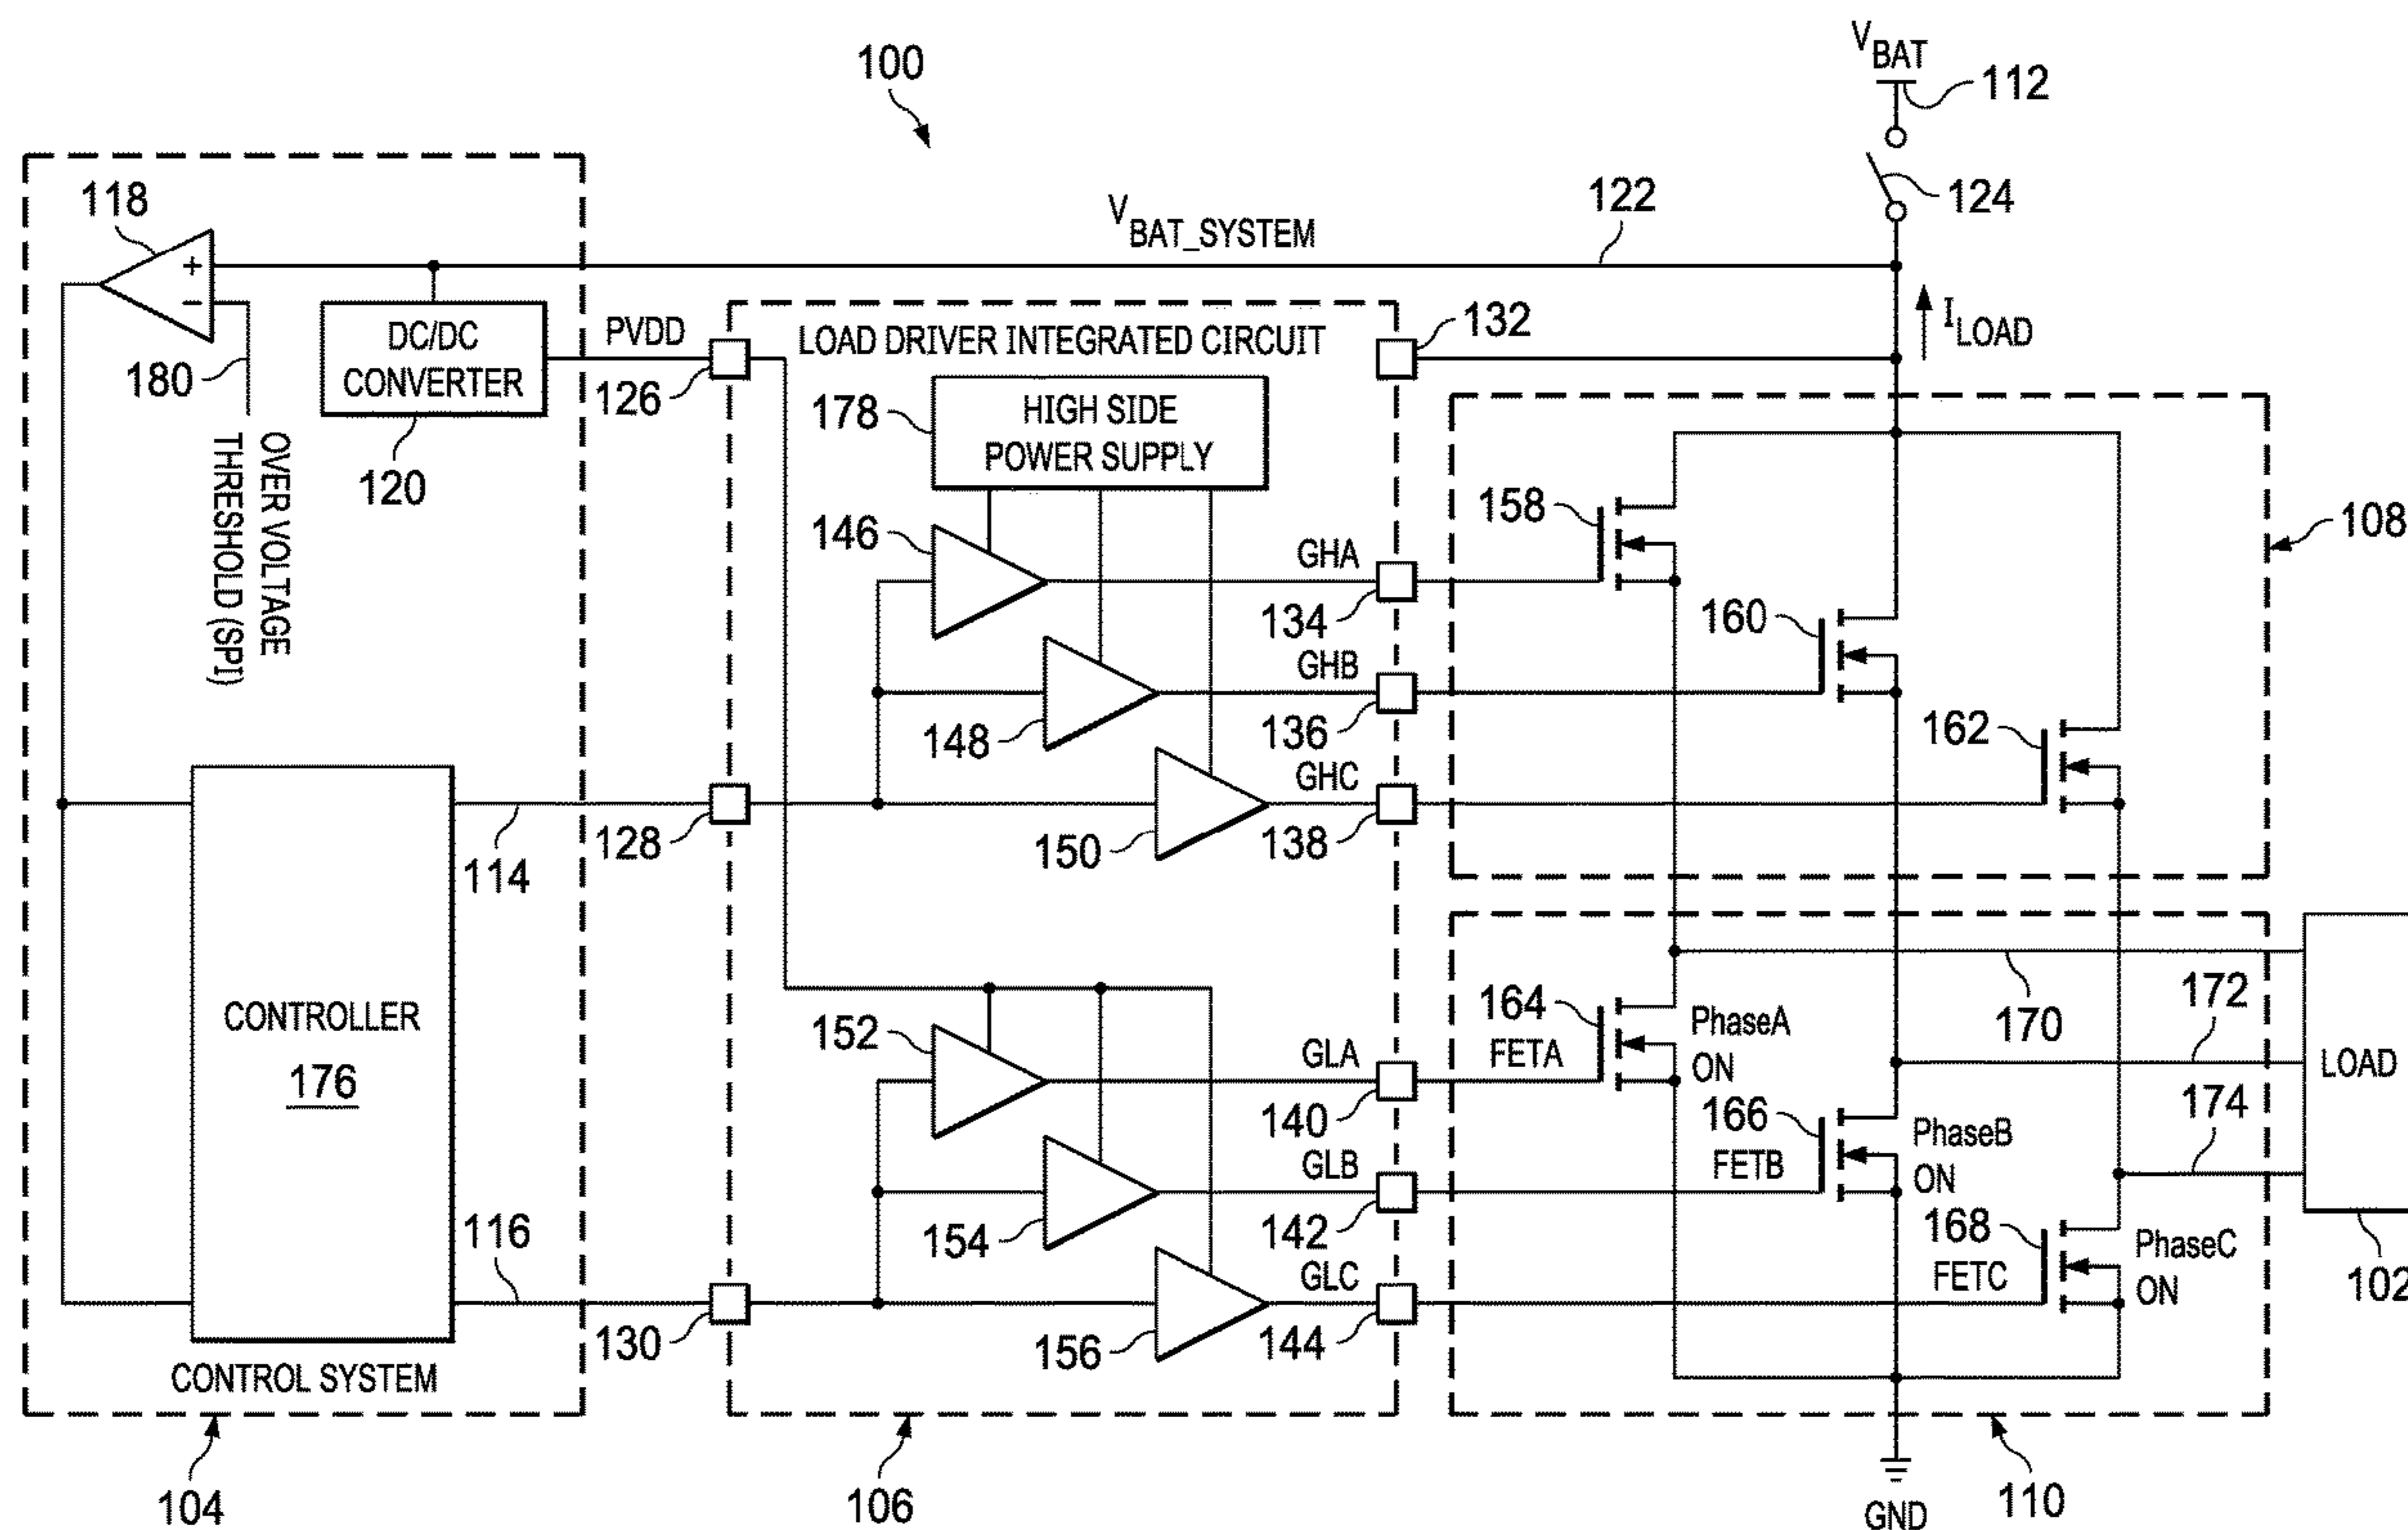 100
V BAT
112
124
118
V BAT_SYSTEM
122
+
−
DC/DC
CONVERTER
120
180
OVER VOLTAGE
THRESHOLD (SPI)
PVDD
126
LOAD DRIVER INTEGRATED CIRCUIT
132
I LOAD
178
HIGH SIDE
POWER SUPPLY
146
GHA
134
158
108
148
GHB
136
160
150
GHC
138
162
114
128
CONTROLLER
176
116
130
CONTROL SYSTEM
104
152
GLA
140
164
FETA
PhaseA
ON
170
172
174
LOAD
102
154
GLB
142
166
FETB
PhaseB
ON
156
GLC
144
168
FETC
PhaseC
ON
106
110
GND